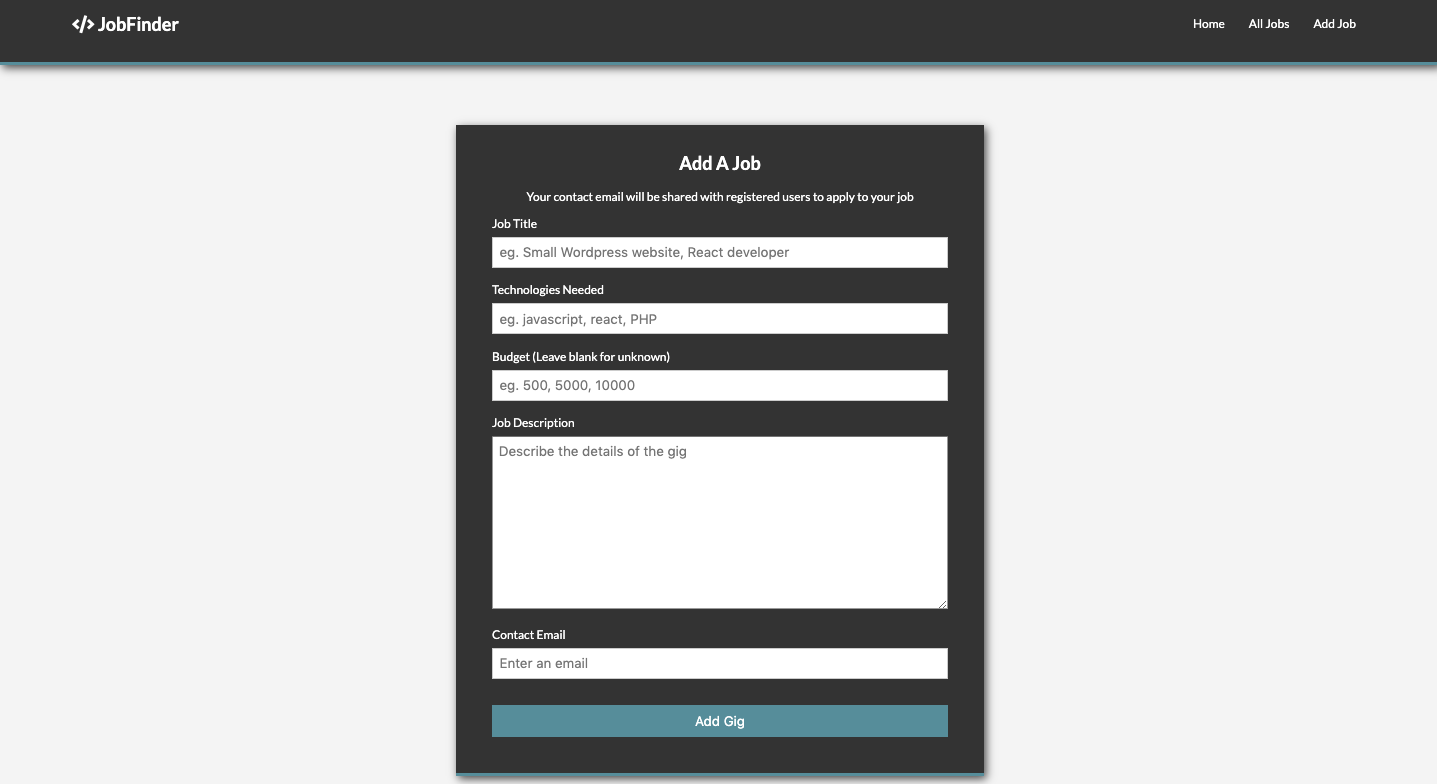 JobFinder
Home All Jobs Add Job
Add A Job
Your contact email will be shared with registered users to apply to your job
Job Title
eg. Small Wordpress website, React developer
Technologies Needed
eg. javascript, react, PHP
Budget (Leave blank for unknown)
eg. 500, 5000, 10000
Job Description
Describe the details of the gig
Contact Email
Enter an email
Add Gig